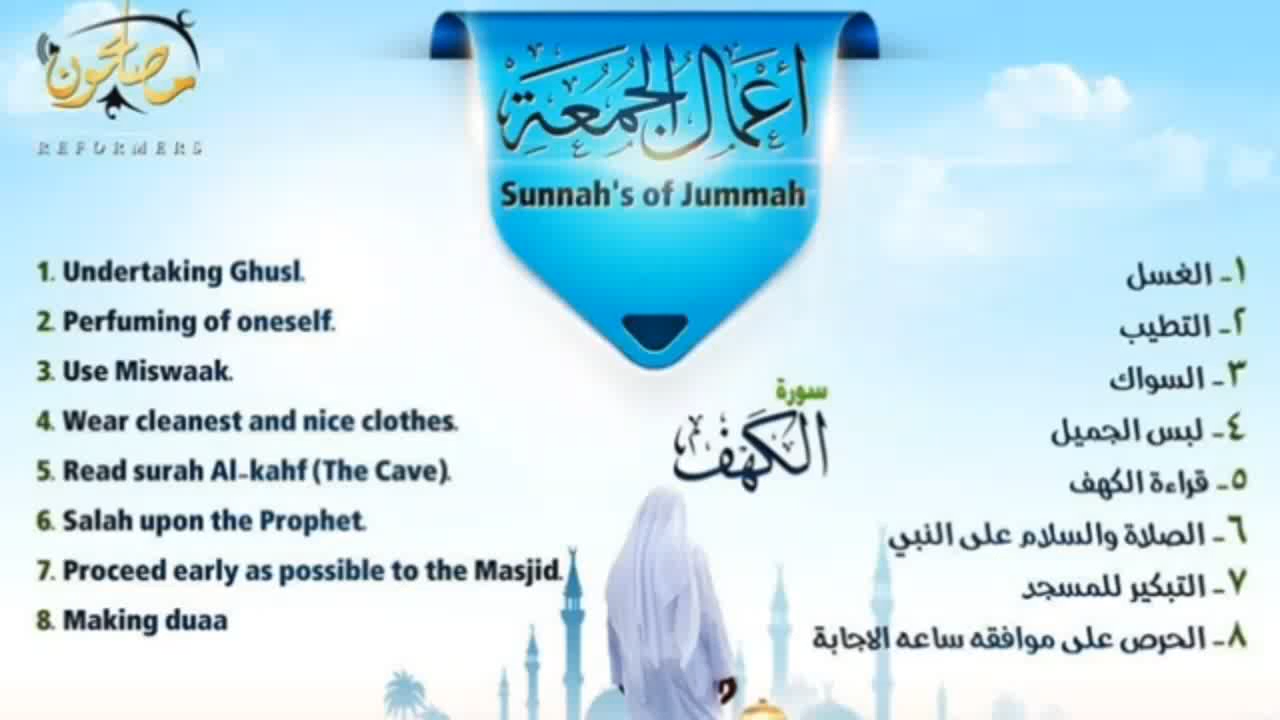 مصلحون
REFORMERS
أَعْمَالُ الجُمُعَةِ
Sunnah's of Jummah
1. Undertaking Ghusl.
2. Perfuming of oneself.
3. Use Miswaak.
4. Wear cleanest and nice clothes.
5. Read surah Al-kahf (The Cave).
6. Salah upon the Prophet.
7. Proceed early as possible to the Masjid.
8. Making duaa
سورة
الكهف
١- الغسل
٢- التطيب
٣- السواك
٤- لبس الجميل
٥- قراءة الكهف
٦- الصلاة والسلام على النبي
٧- التبكير للمسجد
٨- الحرص على موافقه ساعه الاجابة